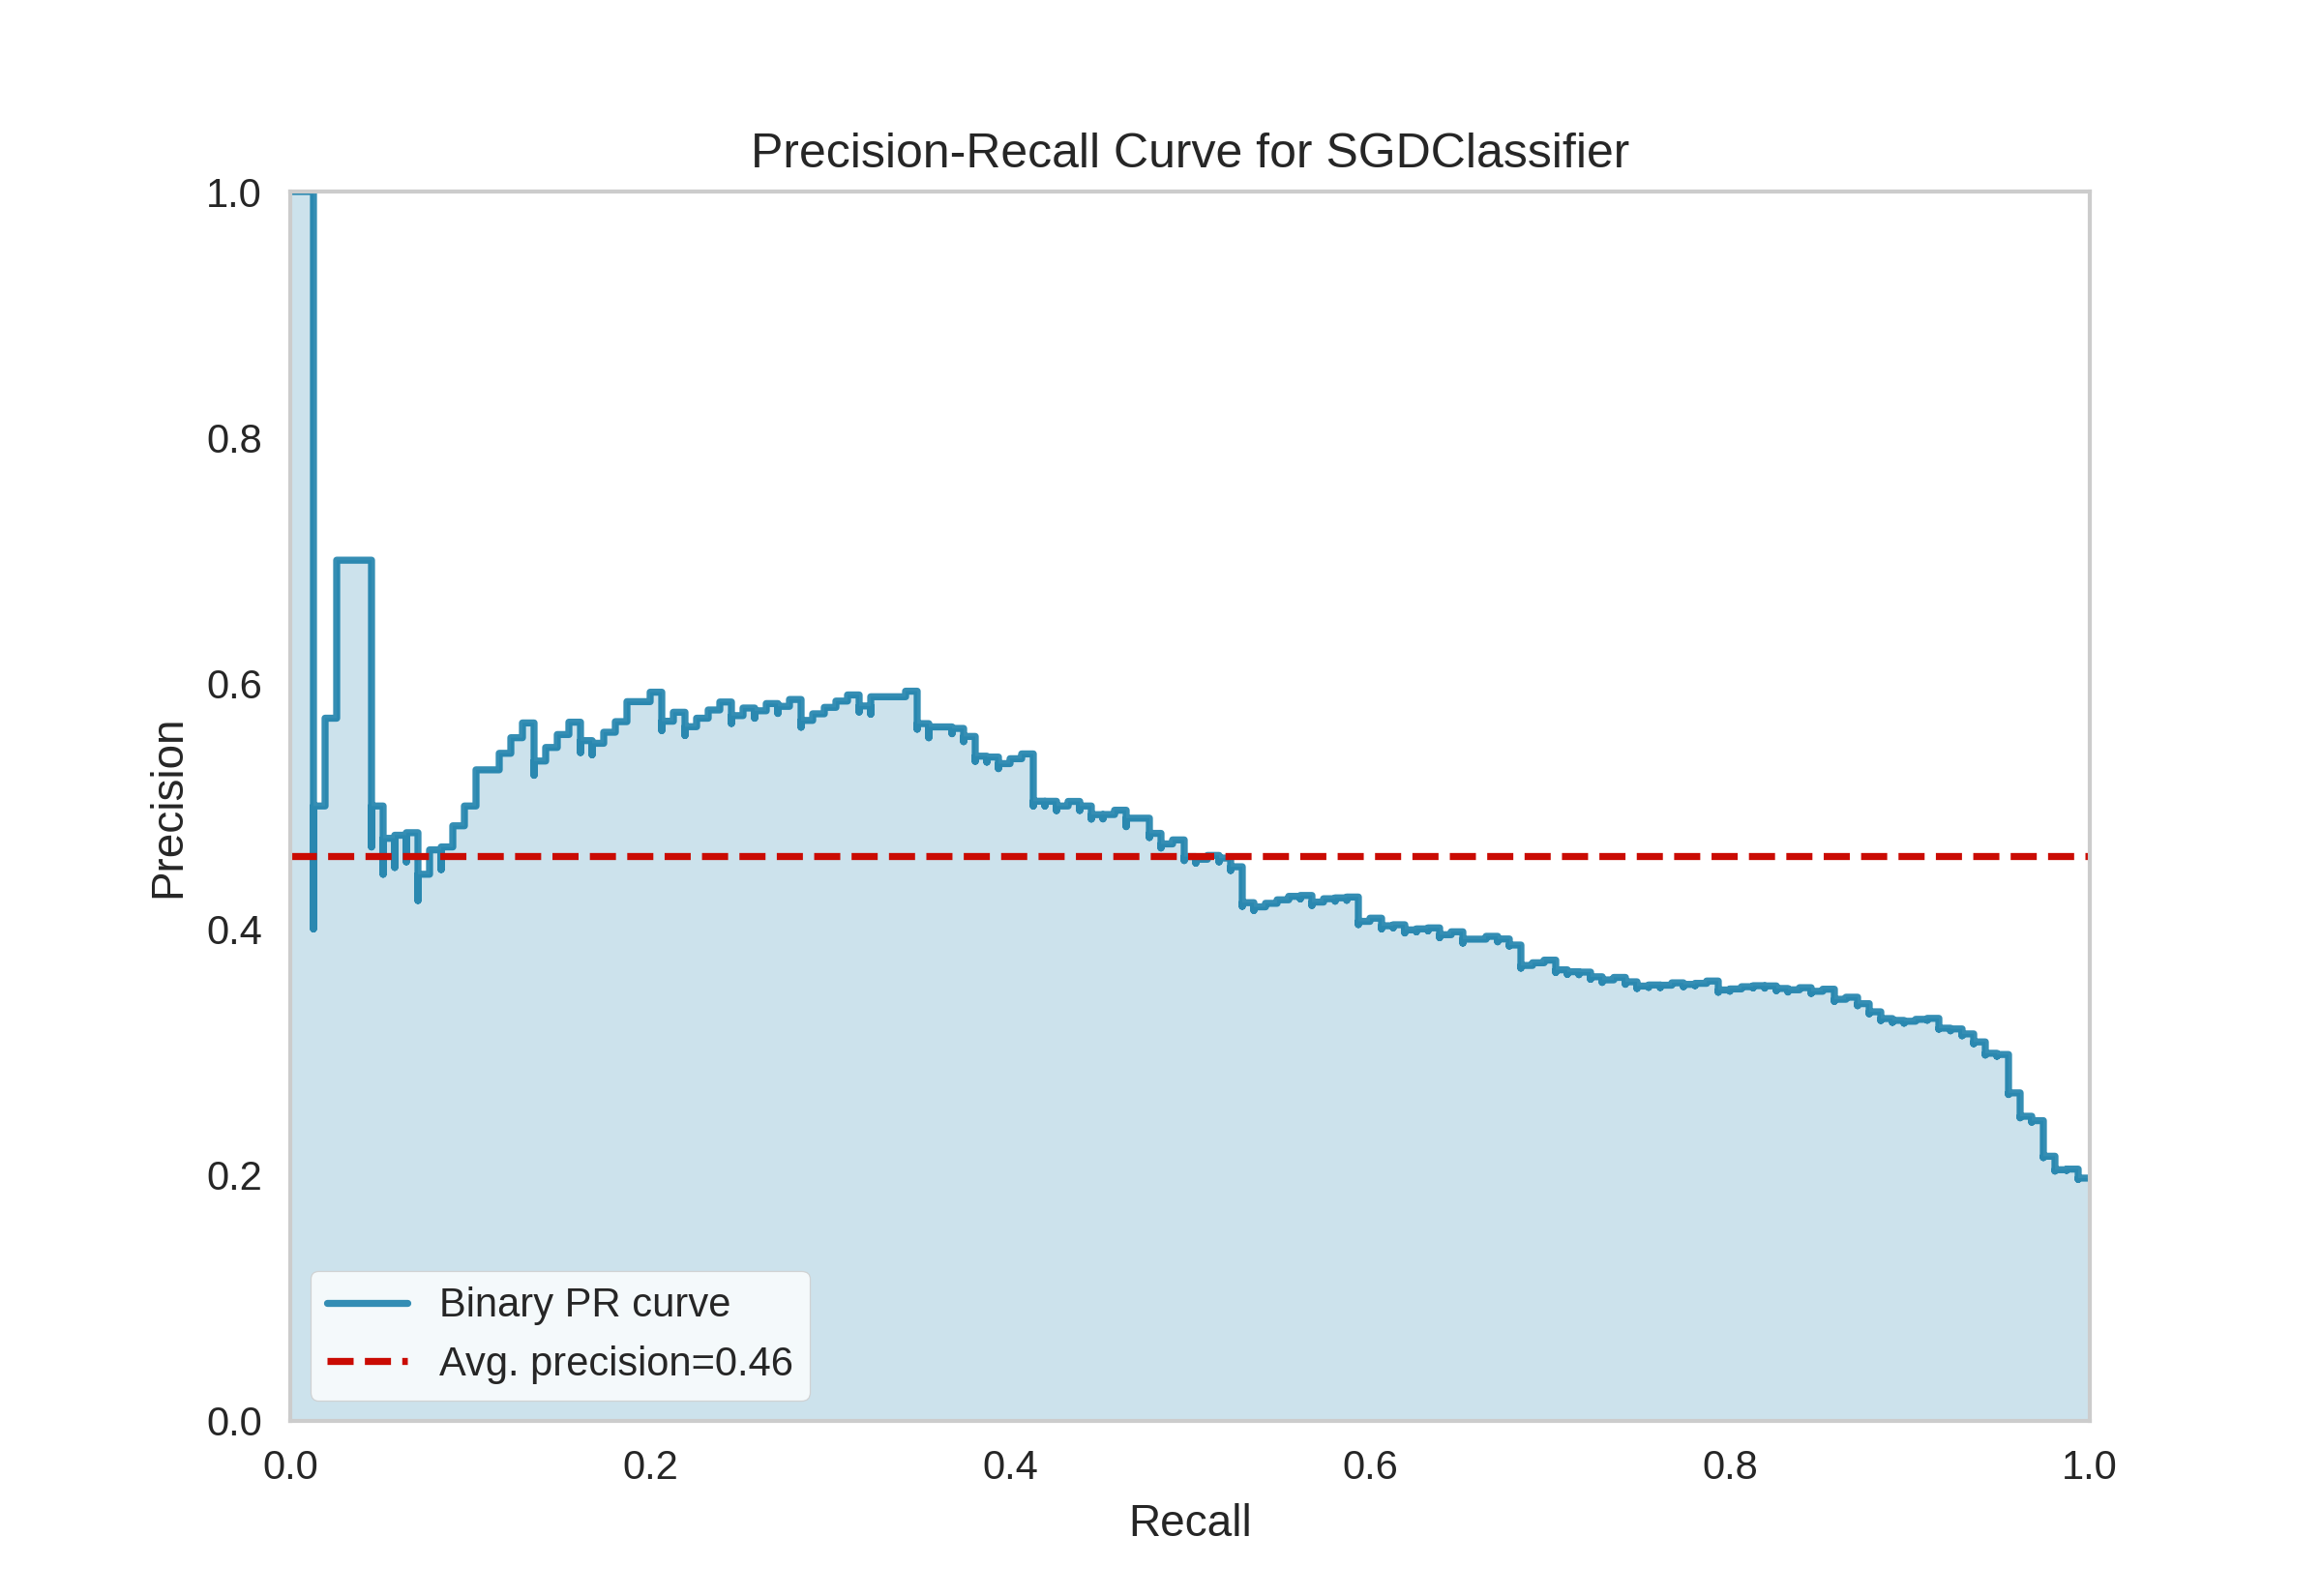 Precision-Recall Curve for SGDClassifier
1.0
0.8
0.6
0.4
0.2
0.0
Precision
Binary PR curve
Avg. precision=0.46
0.0 0.2 0.4 0.6 0.8 1.0
Recall